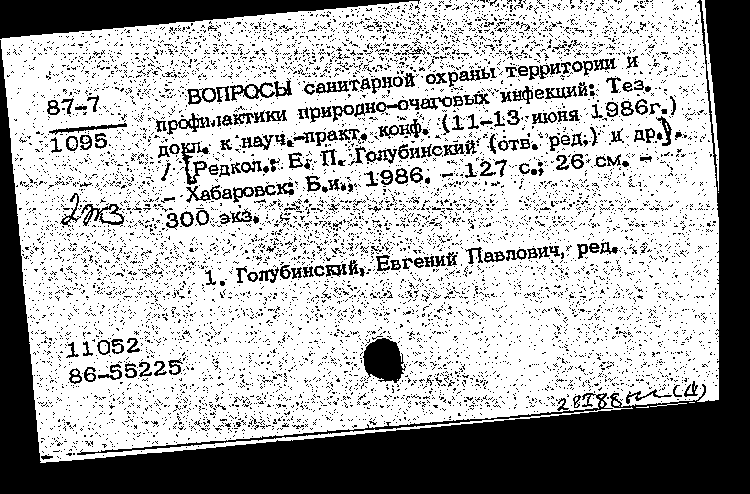 87-7
1095
2 экз
ВОПРОСЫ санитарной охраны территории и
профилактики природно-очаговых инфекций: Тез.
докл. к науч.-практ. конф. (11-13 июня 1986г.)
/ [Редкол.: Е. П. Голубинский (отв. ред.) и др.].
- Хабаровск: Б.и., 1986. - 127 с.; 26 см. -
300 экз.
1. Голубинский, Евгений Павлович, ред.
11052
86-55225